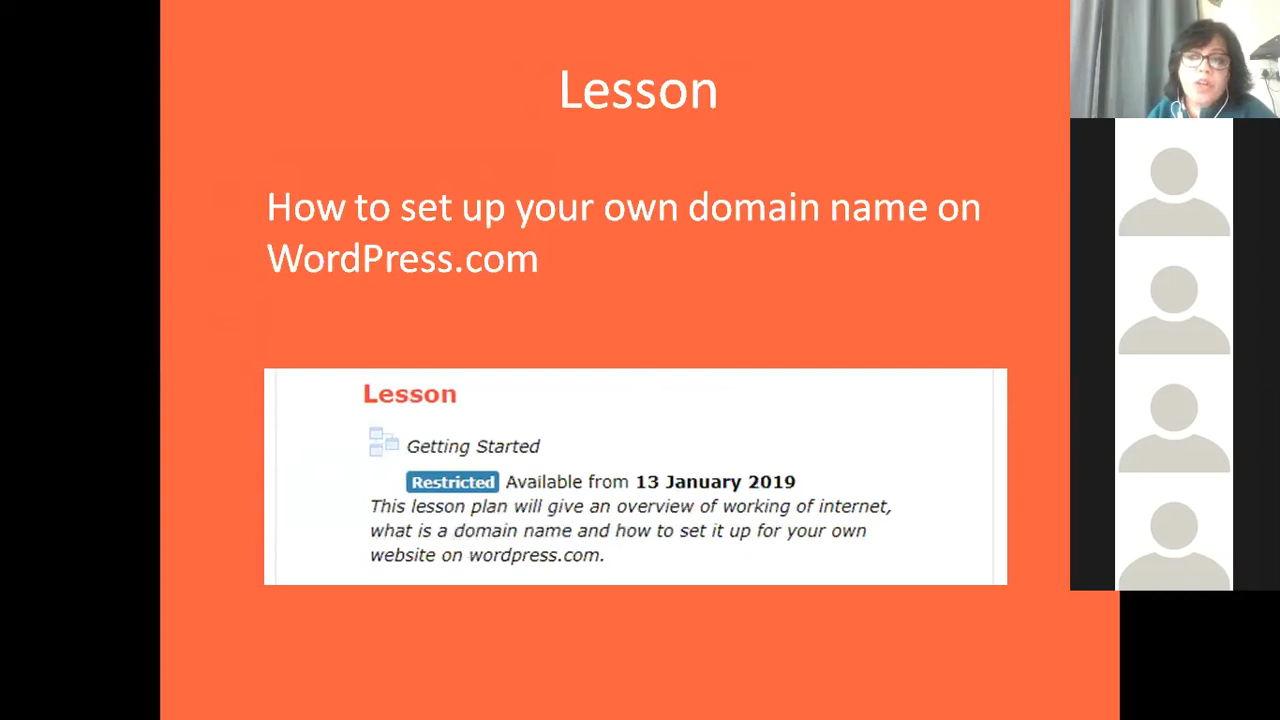 Lesson
How to set up your own domain name on
WordPress.com
Lesson
Getting Started
Restricted Available from 13 January 2019
This lesson plan will give an overview of working of internet,
what is a domain name and how to set it up for your own
website on wordpress.com.